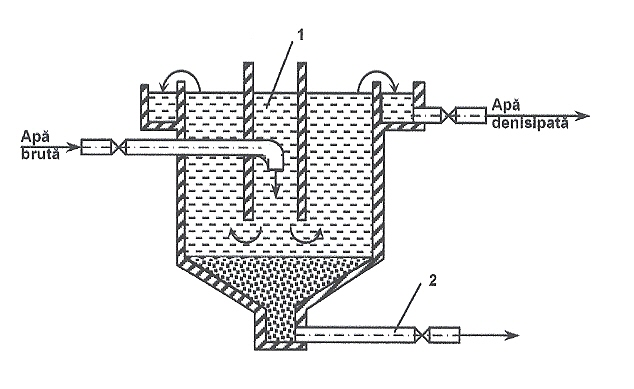 1
Apă
denisipată
Apă
brută
2